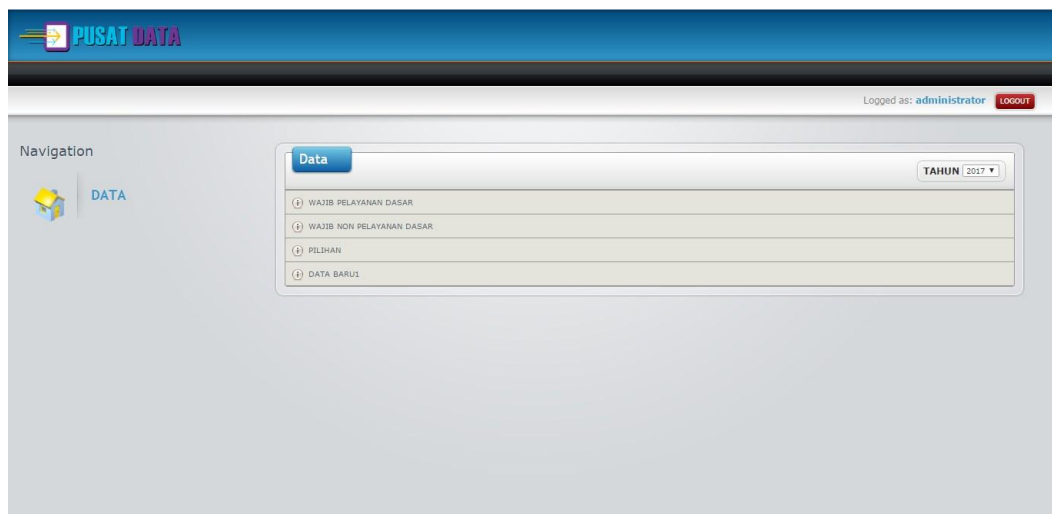 PUSAT DATA
Logged as: administrator LOGOUT
Navigation
DATA
Data
TAHUN 2017
WAJIB PELAYANAN DASAR
WAJIB NON PELAYANAN DASAR
PILIHAN
DATA BARU1